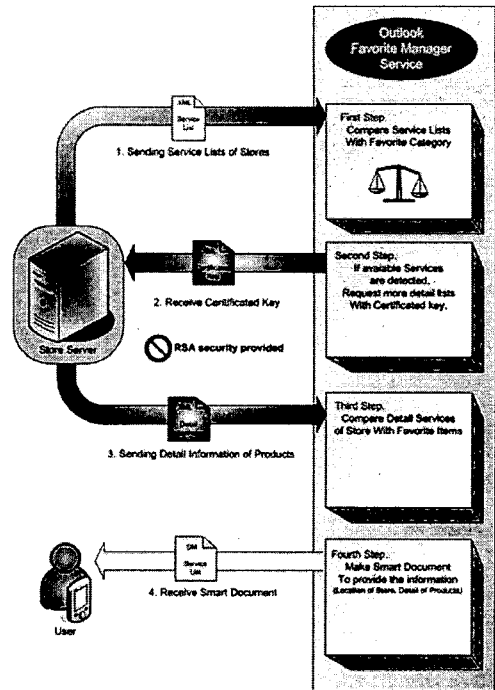 Outlook
Favorite Manager
Service
XML
Service
List
1. Sending Service Lists of Stores
First Step.
Compare Service Lists
With Favorite Category
Second Step.
If available Services
are detected,
Request more detail lists
With Certificated key.
2. Receive Certificated Key
Store Server
RSA security provided
Detail
3. Sending Detail Information of Products
Third Step.
Compare Detail Services
of Store With Favorite Items
SM
Service
List
4. Receive Smart Document
User
Fourth Step.
Make Smart Document
To provide the information
(Location of Store, Detail of Products)